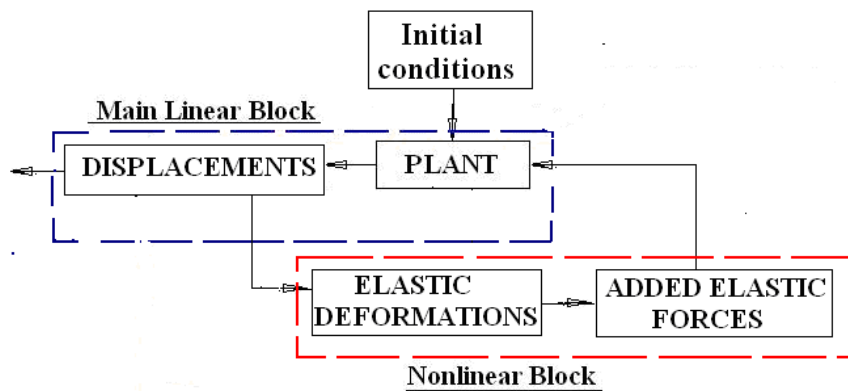 Initial
conditions
Main Linear Block
DISPLACEMENTS
PLANT
ELASTIC
DEFORMATIONS
ADDED ELASTIC
FORCES
Nonlinear Block